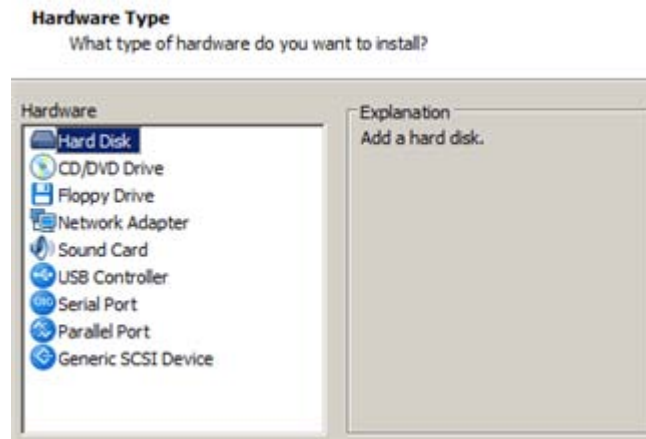 Hardware Type
What type of hardware do you want to install?
Hardware
Hard Disk
CD/DVD Drive
Floppy Drive
Network Adapter
Sound Card
USB Controller
Serial Port
Parallel Port
Generic SCSI Device
Explanation
Add a hard disk.